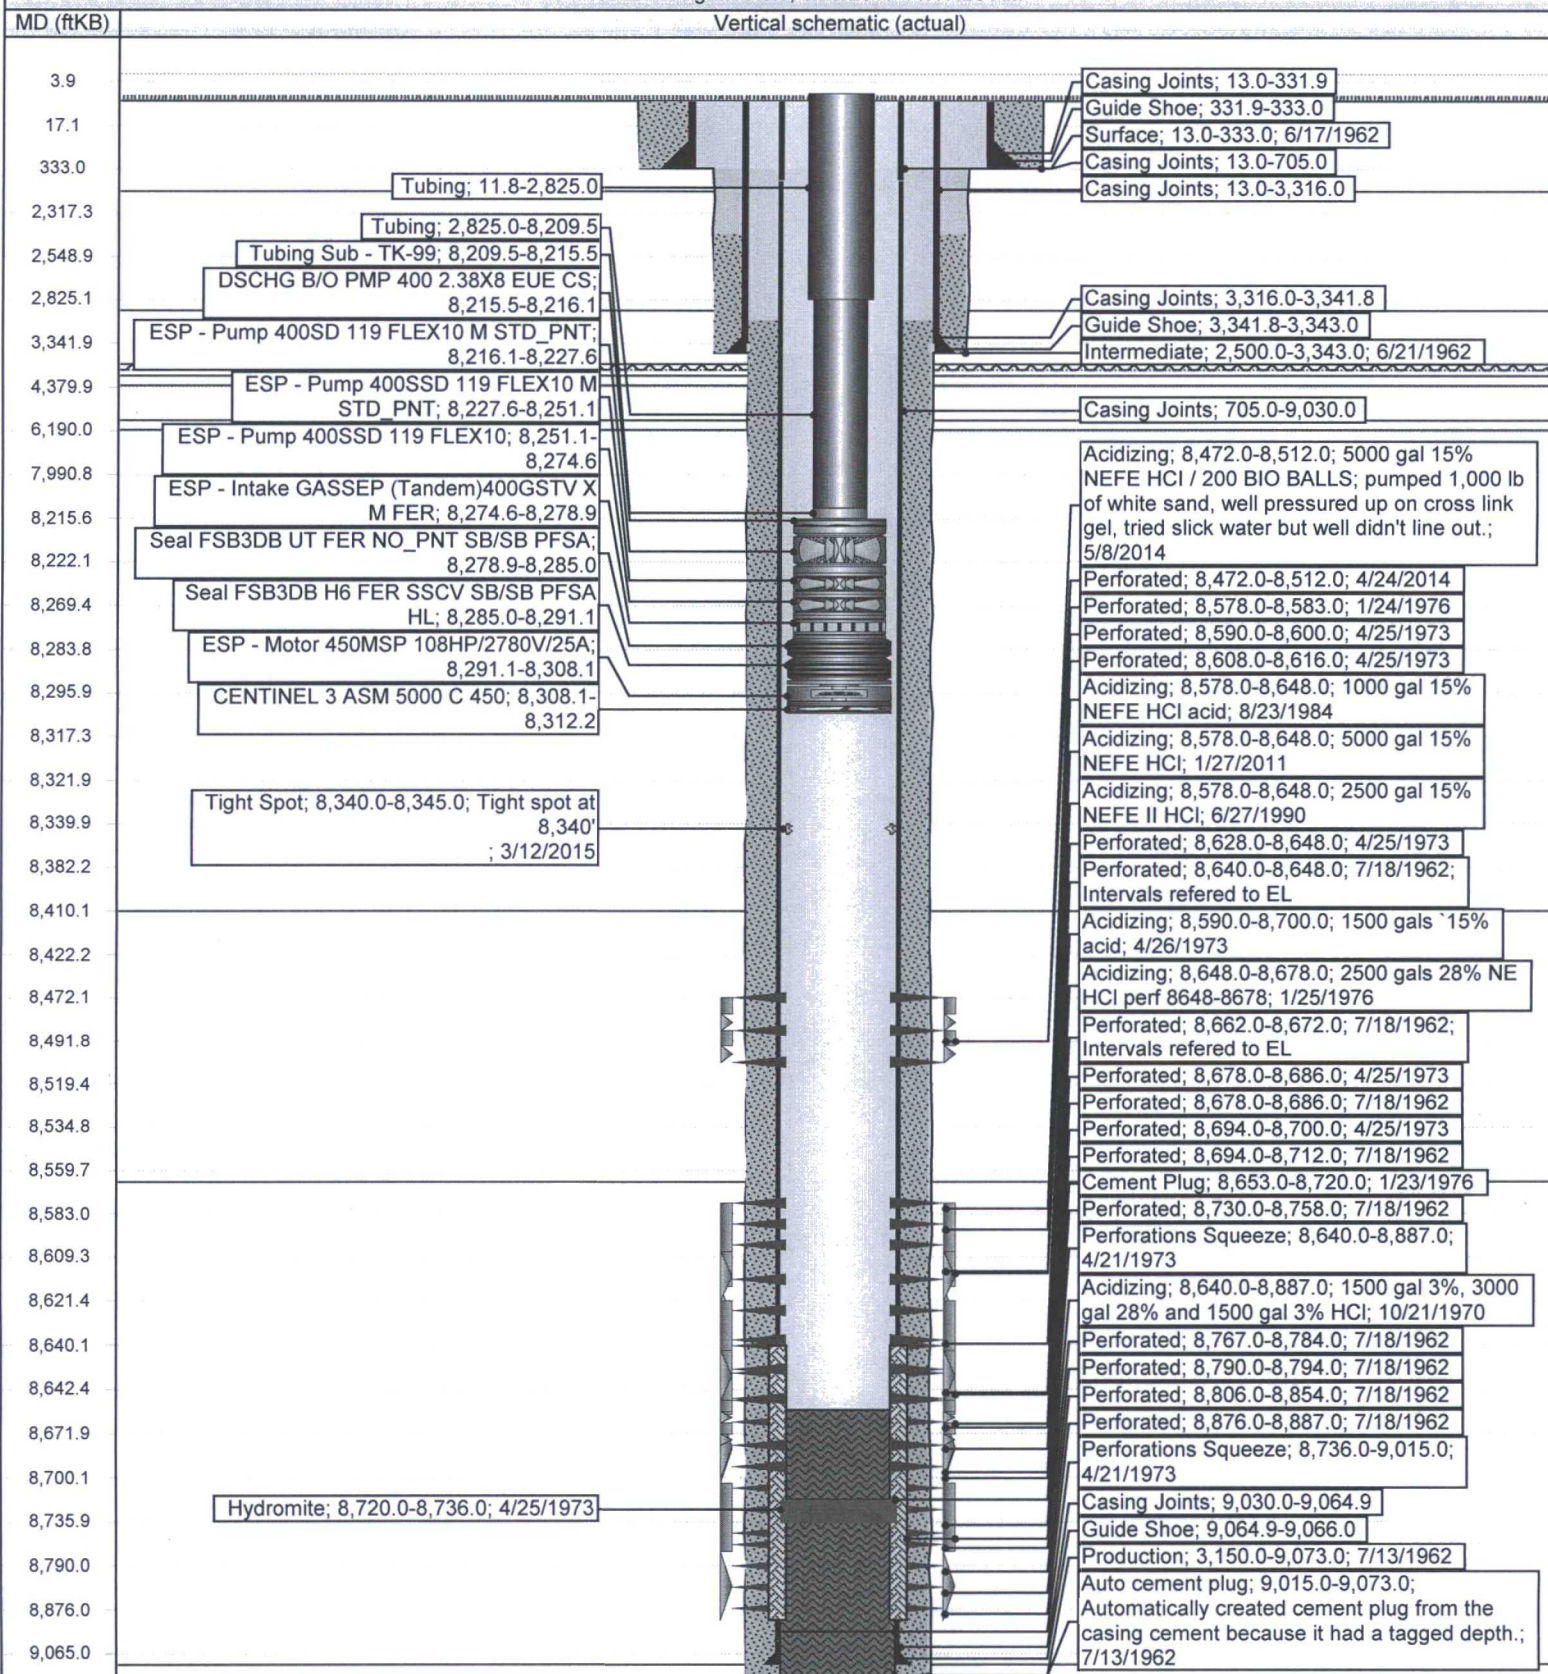 MD (ftKB)
Vertical schematic (actual)
3.9
17.1
333.0
2,317.3
2,548.9
2,825.1
3,341.9
4,379.9
6,190.0
7,990.8
8,215.6
8,222.1
8,269.4
8,283.8
8,295.9
8,317.3
8,321.9
8,339.9
8,382.2
8,410.1
8,422.2
8,472.1
8,491.8
8,519.4
8,534.8
8,559.7
8,583.0
8,609.3
8,621.4
8,640.1
8,642.4
8,671.9
8,700.1
8,735.9
8,790.0
8,876.0
9,065.0
Tubing; 11.8-2,825.0
Tubing; 2,825.0-8,209.5
Tubing Sub - TK-99; 8,209.5-8,215.5
DSCHG B/O PMP 400 2.38X8 EUE CS;
8,215.5-8,216.1
ESP - Pump 400SD 119 FLEX10 M STD_PNT;
8,216.1-8,227.6
ESP - Pump 400SSD 119 FLEX10 M
STD_PNT; 8,227.6-8,251.1
ESP - Pump 400SSD 119 FLEX10; 8,251.1-
8,274.6
ESP - Intake GASSEP (Tandem)400GSTV X
M FER; 8,274.6-8,278.9
Seal FSB3DB UT FER NO_PNT SB/SB PFSA;
8,278.9-8,285.0
Seal FSB3DB H6 FER SSCV SB/SB PFSA
HL; 8,285.0-8,291.1
ESP - Motor 450MSP 108HP/2780V/25A;
8,291.1-8,308.1
CENTINEL 3 ASM 5000 C 450; 8,308.1-
8,312.2
Tight Spot; 8,340.0-8,345.0; Tight spot at
8,340'
; 3/12/2015
Hydromite; 8,720.0-8,736.0; 4/25/1973
Casing Joints; 13.0-331.9
Guide Shoe; 331.9-333.0
Surface; 13.0-333.0; 6/17/1962
Casing Joints; 13.0-705.0
Casing Joints; 13.0-3,316.0
Casing Joints; 3,316.0-3,341.8
Guide Shoe; 3,341.8-3,343.0
Intermediate; 2,500.0-3,343.0; 6/21/1962
Casing Joints; 705.0-9,030.0
Acidizing; 8,472.0-8,512.0; 5000 gal 15%
NEFE HCl / 200 BIO BALLS; pumped 1,000 lb
of white sand, well pressured up on cross link
gel, tried slick water but well didn't line out.;
5/8/2014
Perforated; 8,472.0-8,512.0; 4/24/2014
Perforated; 8,578.0-8,583.0; 1/24/1976
Perforated; 8,590.0-8,600.0; 4/25/1973
Perforated; 8,608.0-8,616.0; 4/25/1973
Acidizing; 8,578.0-8,648.0; 1000 gal 15%
NEFE HCl acid; 8/23/1984
Acidizing; 8,578.0-8,648.0; 5000 gal 15%
NEFE HCl; 1/27/2011
Acidizing; 8,578.0-8,648.0; 2500 gal 15%
NEFE II HCl; 6/27/1990
Perforated; 8,628.0-8,648.0; 4/25/1973
Perforated; 8,640.0-8,648.0; 7/18/1962;
Intervals refered to EL
Acidizing; 8,590.0-8,700.0; 1500 gals `15%
acid; 4/26/1973
Acidizing; 8,648.0-8,678.0; 2500 gals 28% NE
HCl perf 8648-8678; 1/25/1976
Perforated; 8,662.0-8,672.0; 7/18/1962;
Intervals refered to EL
Perforated; 8,678.0-8,686.0; 4/25/1973
Perforated; 8,678.0-8,686.0; 7/18/1962
Perforated; 8,694.0-8,700.0; 4/25/1973
Perforated; 8,694.0-8,712.0; 7/18/1962
Cement Plug; 8,653.0-8,720.0; 1/23/1976
Perforated; 8,730.0-8,758.0; 7/18/1962
Perforations Squeeze; 8,640.0-8,887.0;
4/21/1973
Acidizing; 8,640.0-8,887.0; 1500 gal 3%, 3000
gal 28% and 1500 gal 3% HCl; 10/21/1970
Perforated; 8,767.0-8,784.0; 7/18/1962
Perforated; 8,790.0-8,794.0; 7/18/1962
Perforated; 8,806.0-8,854.0; 7/18/1962
Perforated; 8,876.0-8,887.0; 7/18/1962
Perforations Squeeze; 8,736.0-9,015.0;
4/21/1973
Casing Joints; 9,030.0-9,064.9
Guide Shoe; 9,064.9-9,066.0
Production; 3,150.0-9,073.0; 7/13/1962
Auto cement plug; 9,015.0-9,073.0;
Automatically created cement plug from the
casing cement because it had a tagged depth.;
7/13/1962